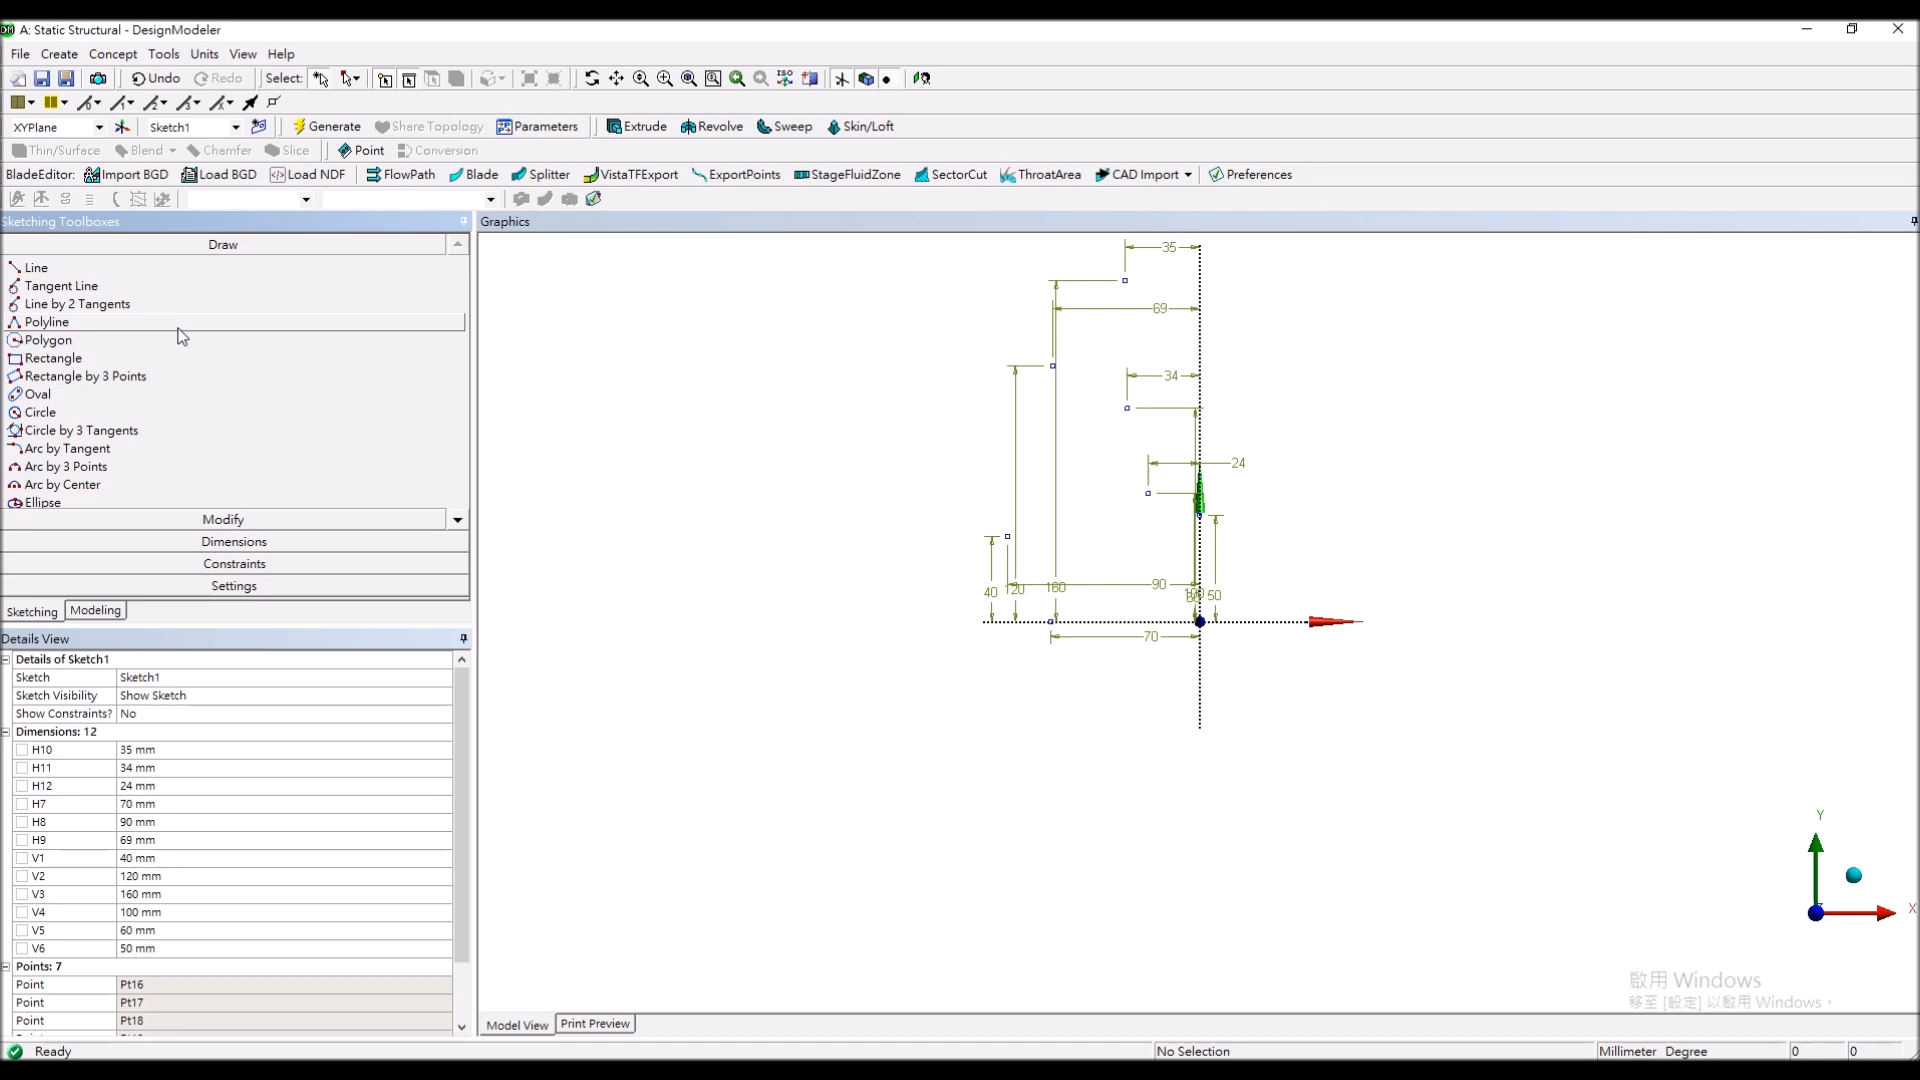 A: Static Structural - DesignModeler
File Create Concept Tools Units View Help
Undo Redo Select: ISO
XYPlane Sketch1 Generate Share Topology Parameters Extrude Revolve Sweep Skin/Loft
Thin/Surface Blend Chamfer Slice Point Conversion
BladeEditor: Import BGD Load BGD Load NDF FlowPath Blade Splitter VistaTFExport ExportPoints StageFluidZone SectorCut ThroatArea CAD Import Preferences
Sketching Toolboxes
Draw
Line
Tangent Line
Line by 2 Tangents
Polyline
Polygon
Rectangle
Rectangle by 3 Points
Oval
Circle
Circle by 3 Tangents
Arc by Tangent
Arc by 3 Points
Arc by Center
Ellipse
Modify
Dimensions
Constraints
Settings
Sketching Modeling
Details View
Details of Sketch1
Sketch Sketch1
Sketch Visibility Show Sketch
Show Constraints? No
Dimensions: 12
H10 35 mm
H11 34 mm
H12 24 mm
H7 70 mm
H8 90 mm
H9 69 mm
V1 40 mm
V2 120 mm
V3 160 mm
V4 100 mm
V5 60 mm
V6 50 mm
Points: 7
Point Pt16
Point Pt17
Point Pt18
Graphics
35
69
34
24
90
40 120 160 50
70
Y
X
啟用 Windows
移至 [設定] 以啟用 Windows。
Model View Print Preview
Ready No Selection Millimeter Degree 0 0